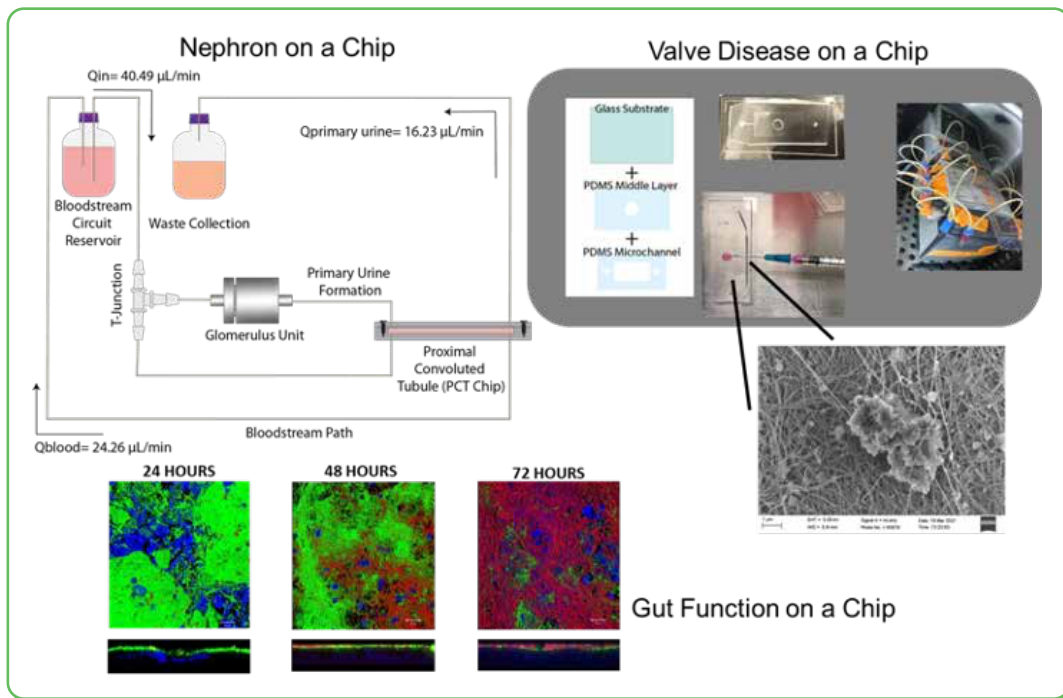 Nephron on a Chip
Qin= 40.49 µL/min
Qprimary urine= 16.23 µL/min
Bloodstream
Circuit
Reservoir
Waste Collection
T-Junction
Primary Urine
Formation
Glomerulus Unit
Proximal
Convoluted
Tubule (PCT Chip)
Bloodstream Path
Qblood= 24.26 µL/min
Valve Disease on a Chip
Glass Substrate
+
PDMS Middle Layer
+
PDMS Microchannel
24 HOURS
48 HOURS
72 HOURS
Gut Function on a Chip